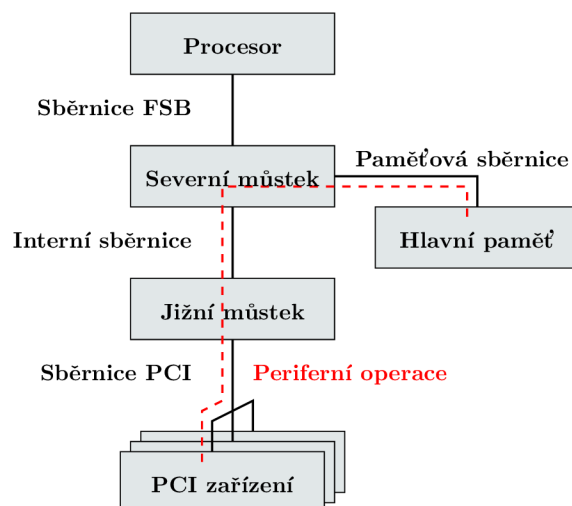 Procesor
Sběrnice FSB
Paměťová sběrnice
Severní můstek
Interní sběrnice
Hlavní paměť
Jižní můstek
Sběrnice PCI
Periferní operace
PCI zařízení